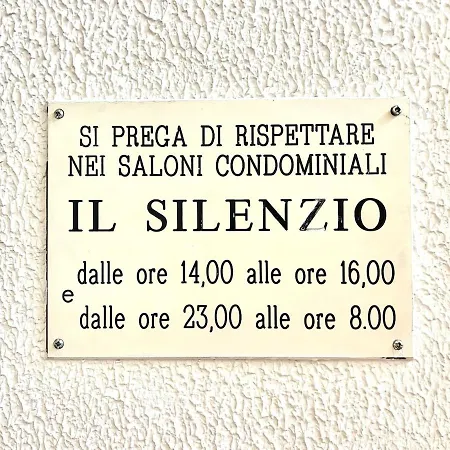 SI PREGA DI RISPETTARE
NEI SALONI CONDOMINIALI
IL SILENZIO
dalle ore 14,00 alle ore 16,00
e
dalle ore 23,00 alle ore 8.00